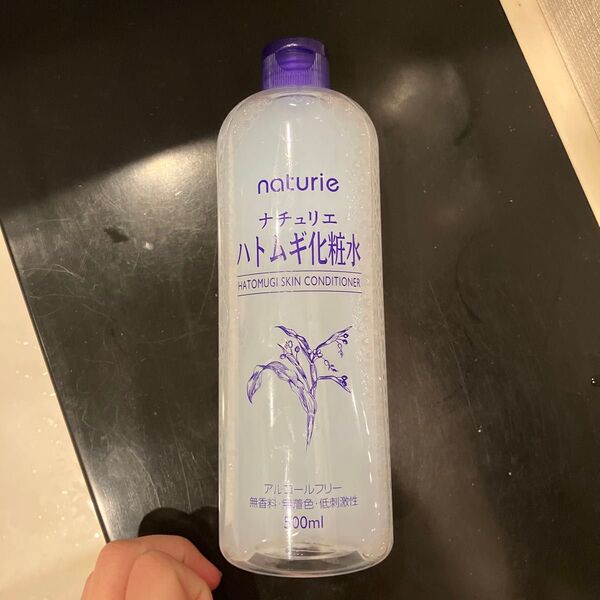 naturie
ナチュリエ
ハトムギ化粧水
HATOMUGI SKIN CONDITIONER
アルコールフリー
無香料・無着色・低刺激性
500ml